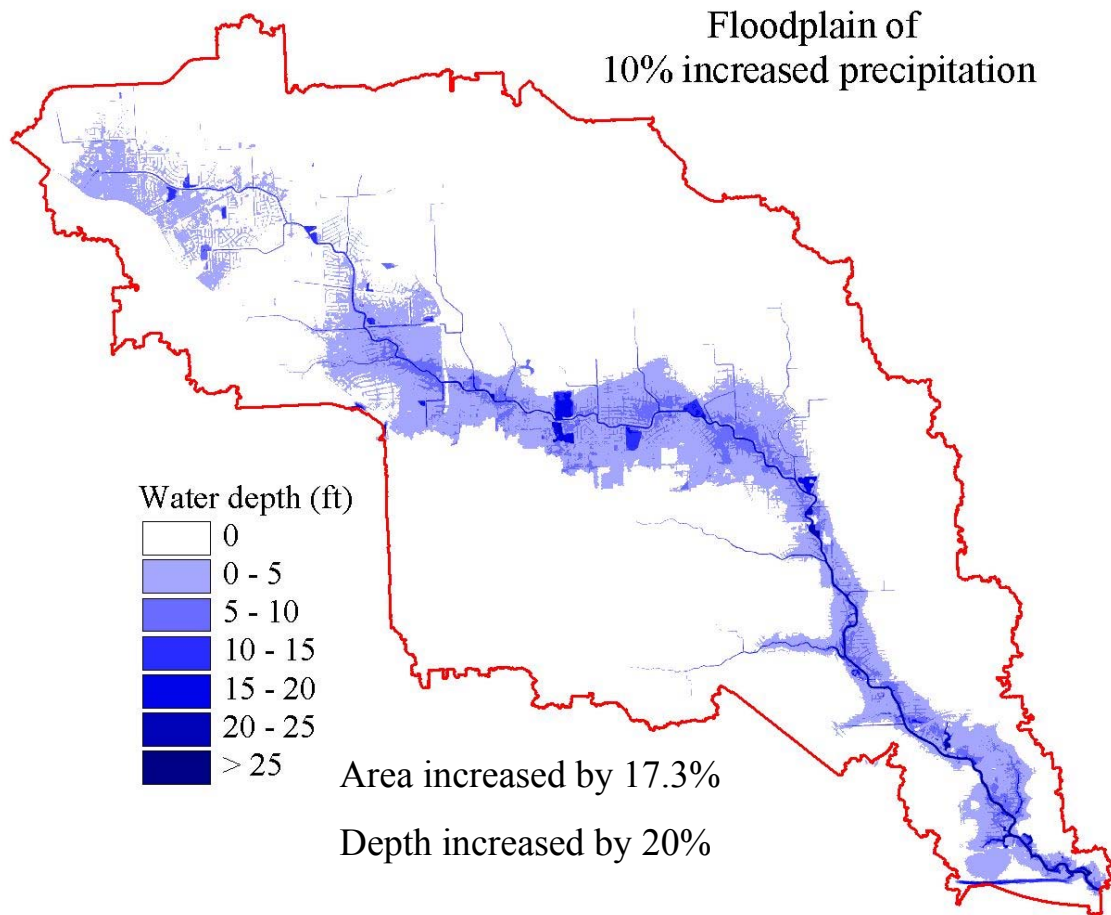 Floodplain of
10% increased precipitation
Water depth (ft)
0
0 - 5
5 - 10
10 - 15
15 - 20
20 - 25
> 25
Area increased by 17.3%
Depth increased by 20%